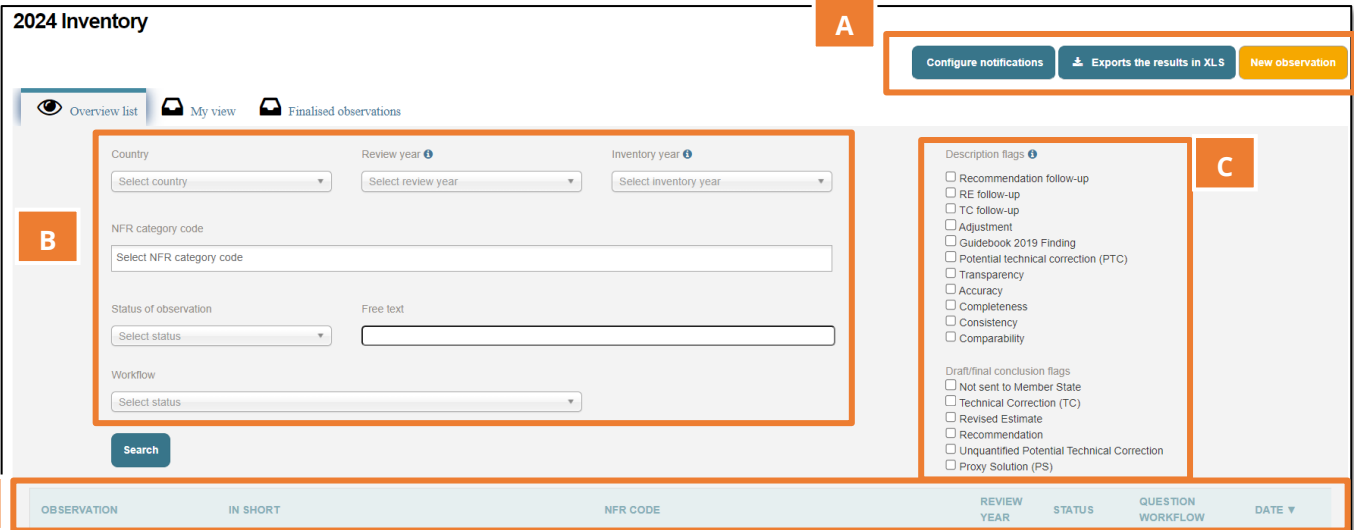 2024 Inventory
A
Configure notifications
Exports the results in XLS
New observation
Overview list
My view
Finalised observations
B
Country
Review year
Inventory year
Select country
Select review year
Select inventory year
NFR category code
Select NFR category code
Status of observation
Free text
Select status
Workflow
Select status
Search
C
Description flags
Recommendation follow-up
RE follow-up
TC follow-up
Adjustment
Guidebook 2019 Finding
Potential technical correction (PTC)
Transparency
Accuracy
Completeness
Consistency
Comparability
Draft/final conclusion flags
Not sent to Member State
Technical Correction (TC)
Revised Estimate
Recommendation
Unquantified Potential Technical Correction
Proxy Solution (PS)
OBSERVATION
IN SHORT
NFR CODE
REVIEW
YEAR
STATUS
QUESTION
WORKFLOW
DATE ▼